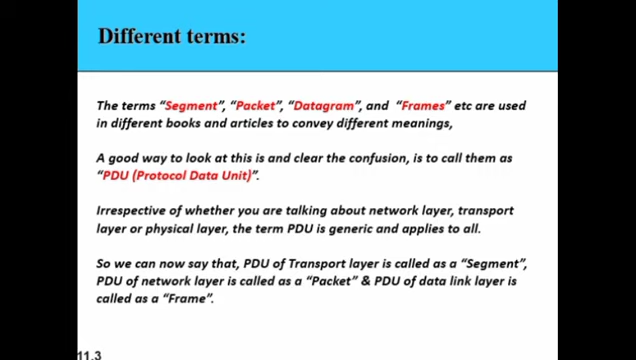 Different terms:
The terms “Segment”, “Packet”, “Datagram”, and “Frames” etc are used
in different books and articles to convey different meanings,
A good way to look at this is and clear the confusion, is to call them as
“PDU (Protocol Data Unit)”.
Irrespective of whether you are talking about network layer, transport
layer or physical layer, the term PDU is generic and applies to all.
So we can now say that, PDU of Transport layer is called as a “Segment”,
PDU of network layer is called as a “Packet” & PDU of data link layer is
called as a “Frame”.
11.3